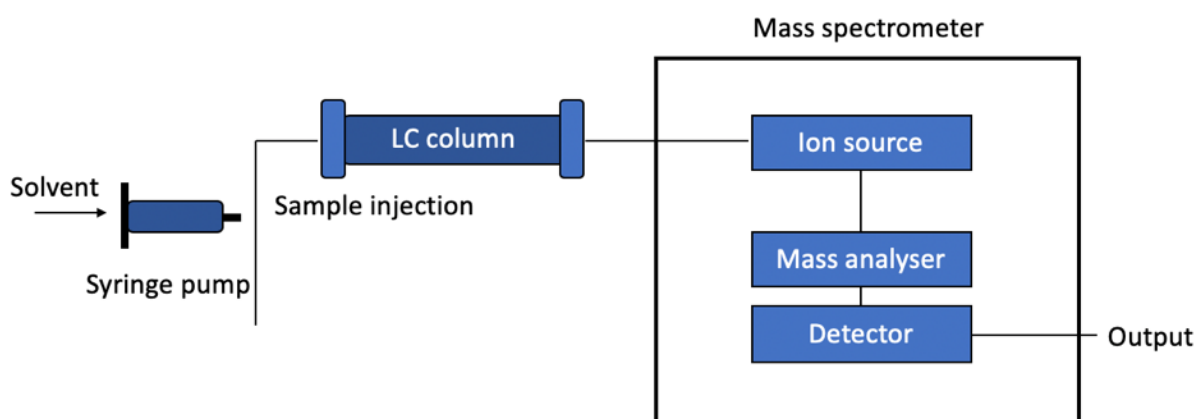 Mass spectrometer
LC column
Ion source
Solvent
Sample injection
Mass analyser
Syringe pump
Detector
Output